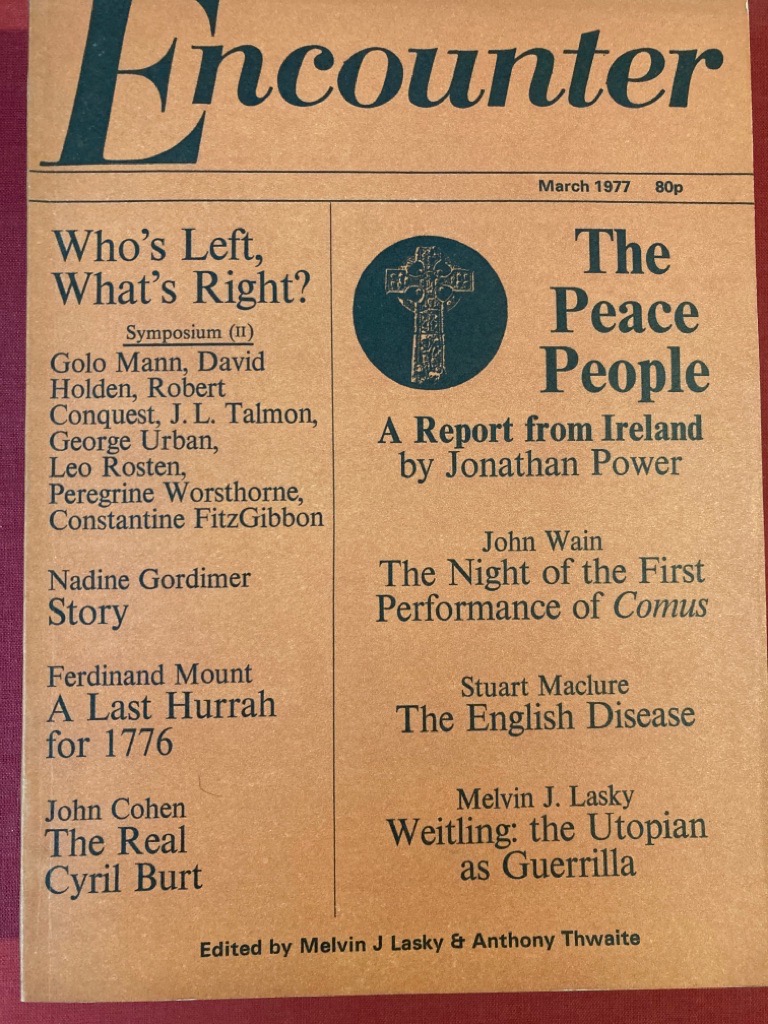 Encounter
March 1977 80p
Who's Left,
What's Right?
Symposium (II)
Golo Mann, David
Holden, Robert
Conquest, J. L. Talmon,
George Urban,
Leo Rosten,
Peregrine Worsthorne,
Constantine FitzGibbon
Nadine Gordimer
Story
Ferdinand Mount
A Last Hurrah
for 1776
John Cohen
The Real
Cyril Burt
The
Peace
People
A Report from Ireland
by Jonathan Power
John Wain
The Night of the First
Performance of Comus
Stuart Maclure
The English Disease
Melvin J. Lasky
Weitling: the Utopian
as Guerrilla
Edited by Melvin J Lasky & Anthony Thwaite